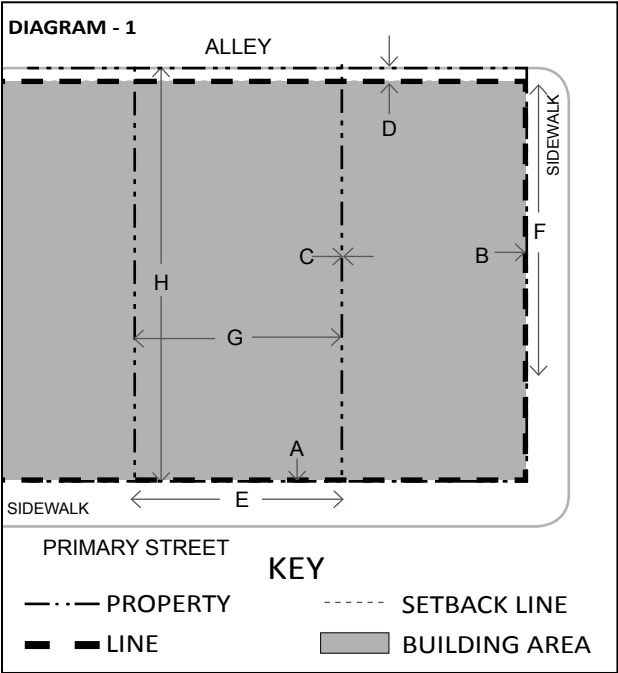 DIAGRAM - 1
ALLEY
D
SIDEWALK
F
C
B
H
G
A
E
SIDEWALK
PRIMARY STREET
KEY
PROPERTY
SETBACK LINE
LINE
BUILDING AREA